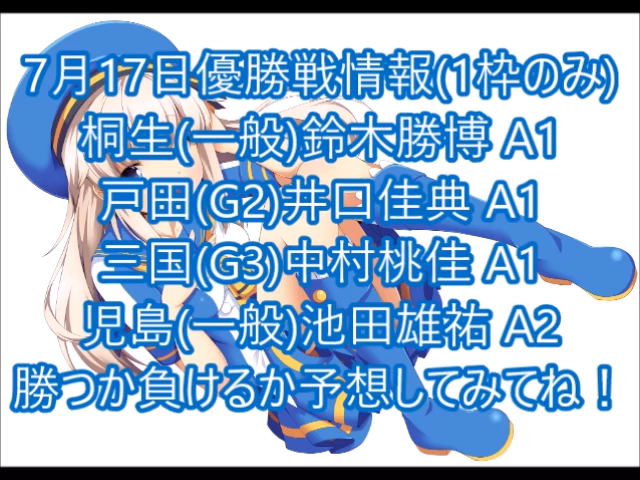 7月17日優勝戦情報(1枠のみ)
桐生(一般)鈴木勝博 A1
戸田(G2)井口佳典 A1
三国(G3)中村桃佳 A1
児島(一般)池田雄祐 A2
勝つか負けるか予想してみてね！